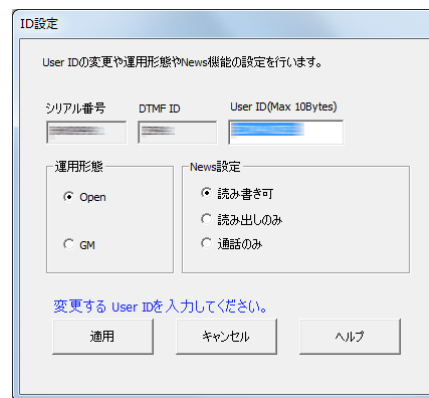 ID設定
User IDの変更や運用形態やNews機能の設定を行います。
シリアル番号 DTMF ID User ID(Max 10Bytes)
運用形態 News設定
Open 読み書き可
読み出しのみ
GM 通話のみ
変更する User IDを入力してください。
適用 キャンセル ヘルプ